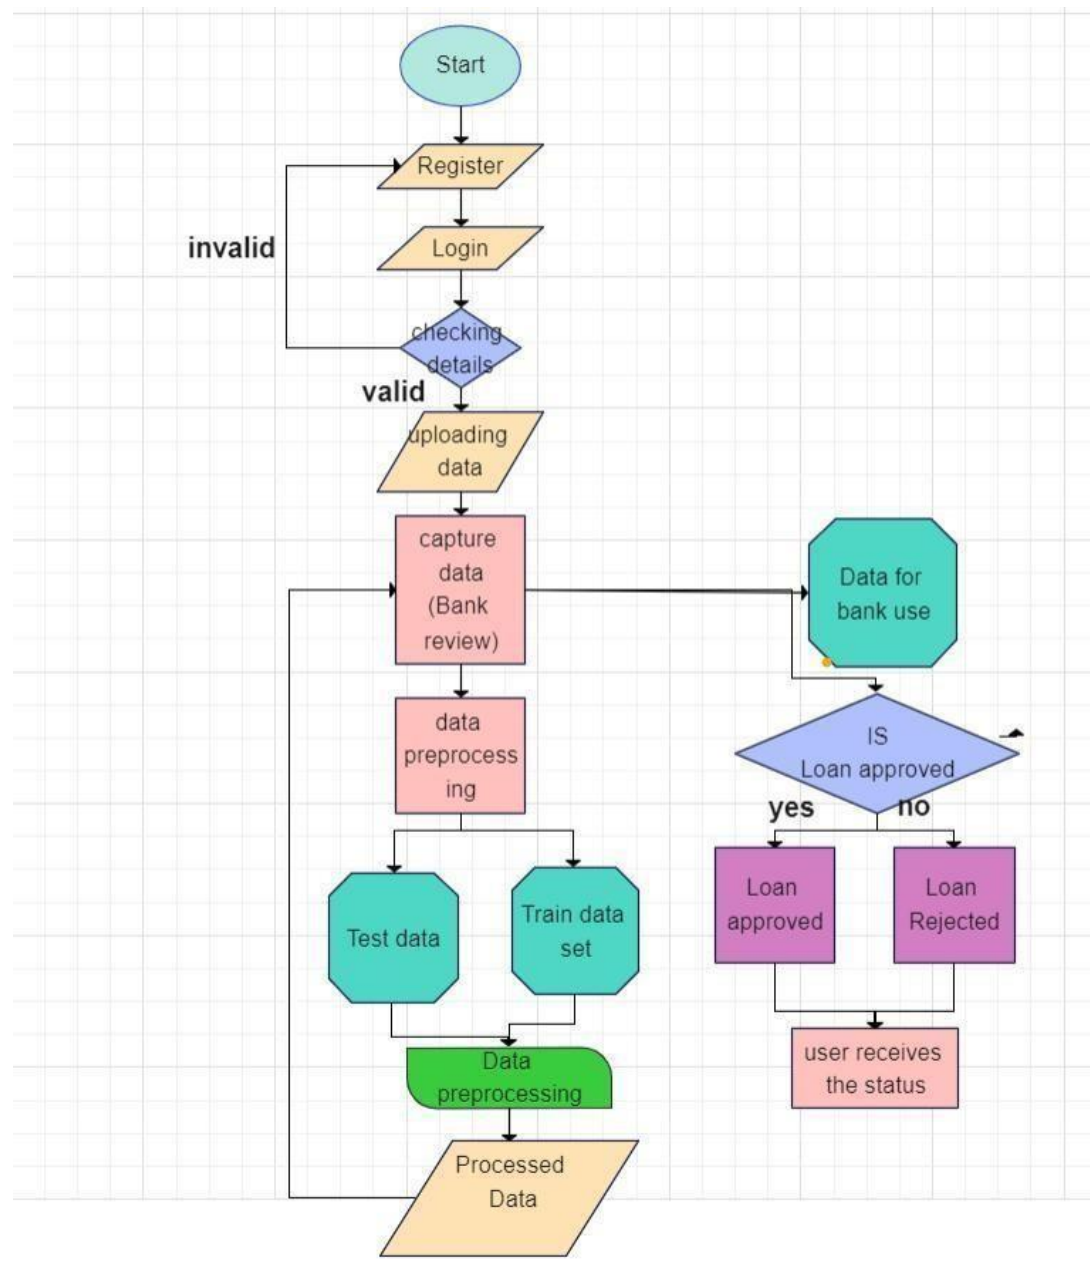 Start
Register
invalid
Login
checking
details
valid
uploading
data
capture
data
(Bank
review)
Data for
bank use
data
preprocess
ing
IS
Loan approved
yes
no
Test data
Train data
set
Loan
approved
Loan
Rejected
Data
preprocessing
user receives
the status
Processed
Data